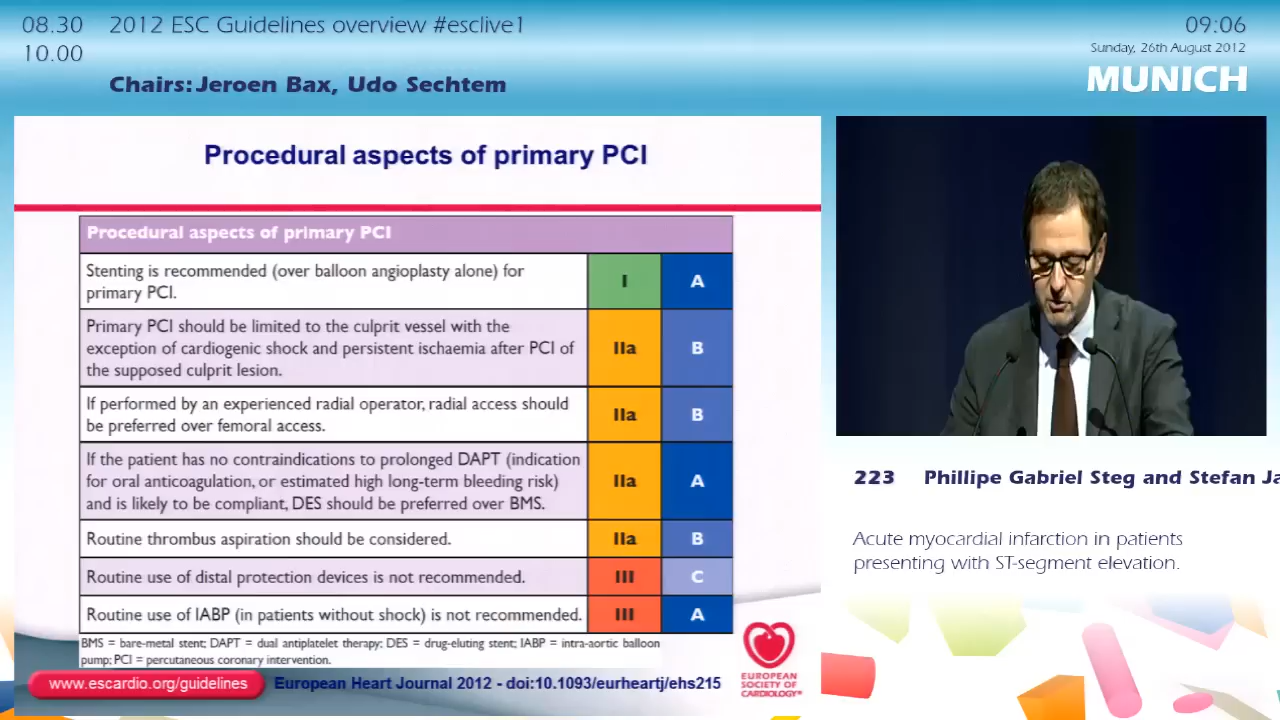 08.30 2012 ESC Guidelines overview #esclive1
10.00
Chairs: Jeroen Bax, Udo Sechtem
09:06
Sunday, 26th August 2012
MUNICH
Procedural aspects of primary PCI
Procedural aspects of primary PCI
Stenting is recommended (over balloon angioplasty alone) for
primary PCI.
I A
Primary PCI should be limited to the culprit vessel with the
exception of cardiogenic shock and persistent ischaemia after PCI of
the supposed culprit lesion.
IIa B
If performed by an experienced radial operator, radial access should
be preferred over femoral access.
IIa B
If the patient has no contraindications to prolonged DAPT (indication
for oral anticoagulation, or estimated high long-term bleeding risk)
and is likely to be compliant, DES should be preferred over BMS.
IIa A
Routine thrombus aspiration should be considered. IIa B
Routine use of distal protection devices is not recommended. III C
Routine use of IABP (in patients without shock) is not recommended. III A
BMS = bare-metal stent; DAPT = dual antiplatelet therapy; DES = drug-eluting stent; IABP = intra-aortic balloon
pump; PCI = percutaneous coronary intervention.
www.escardio.org/guidelines European Heart Journal 2012 - doi:10.1093/eurheartj/ehs215
EUROPEAN
SOCIETY OF
CARDIOLOGY®
223 Phillipe Gabriel Steg and Stefan Ja
Acute myocardial infarction in patients
presenting with ST-segment elevation.